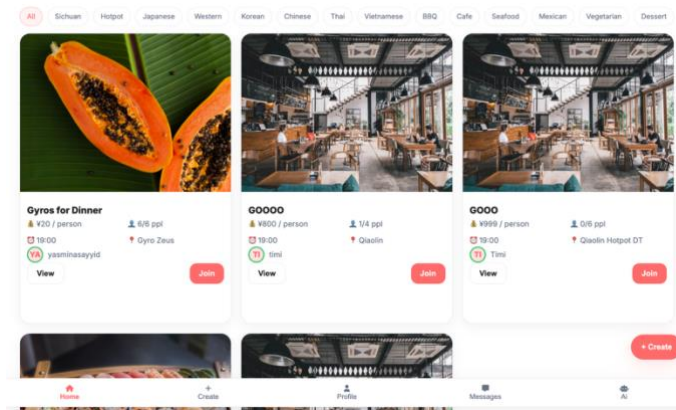 All Sichuan Hotpot Japanese Western Korean Chinese Thai Vietnamese BBQ Cafe Seafood Mexican Vegetarian Dessert
Gyros for Dinner
¥20 / person 6/6 ppl
19:00 Gyro Zeus
YA yasminasayyid
View Join
GOOOO
¥800 / person 1/4 ppl
19:00 Qiaolin
TI timi
View Join
GOOO
¥999 / person 0/6 ppl
19:00 Qiaolin Hotpot DT
TI Timi
View Join
+ Create
Home Create Profile Messages Ai